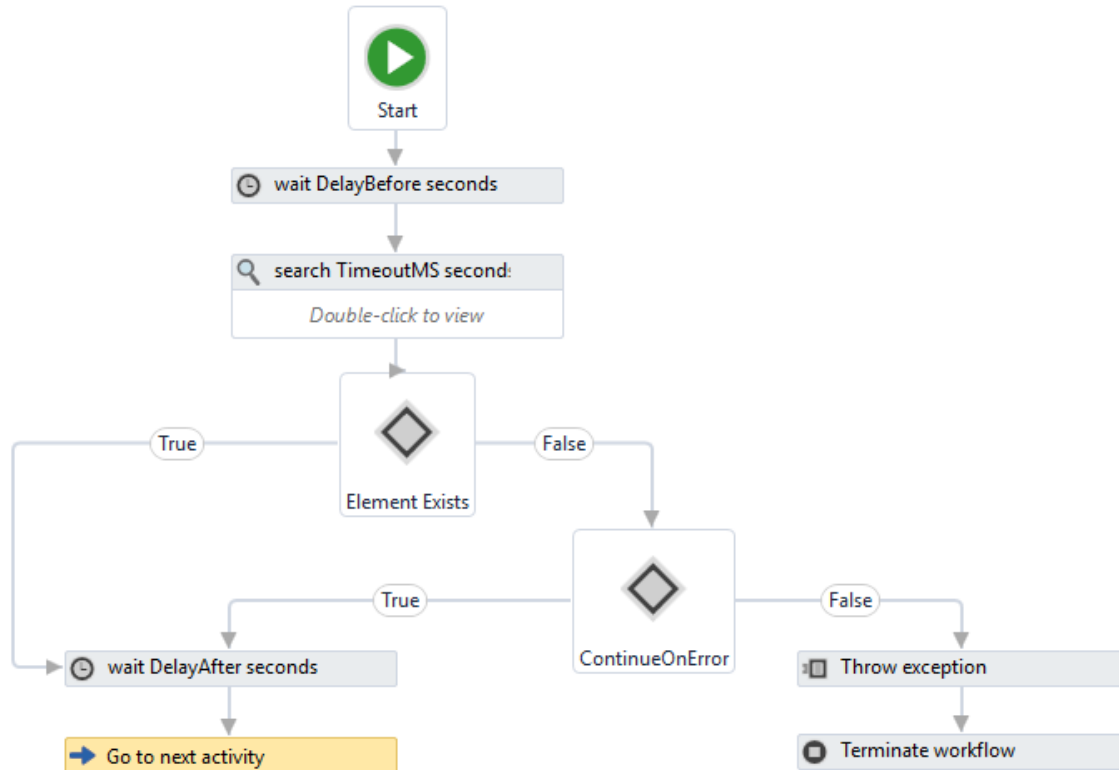 Start
wait DelayBefore seconds
search TimeoutMS second
Double-click to view
True
False
Element Exists
True
False
ContinueOnError
wait DelayAfter seconds
Throw exception
Go to next activity
Terminate workflow